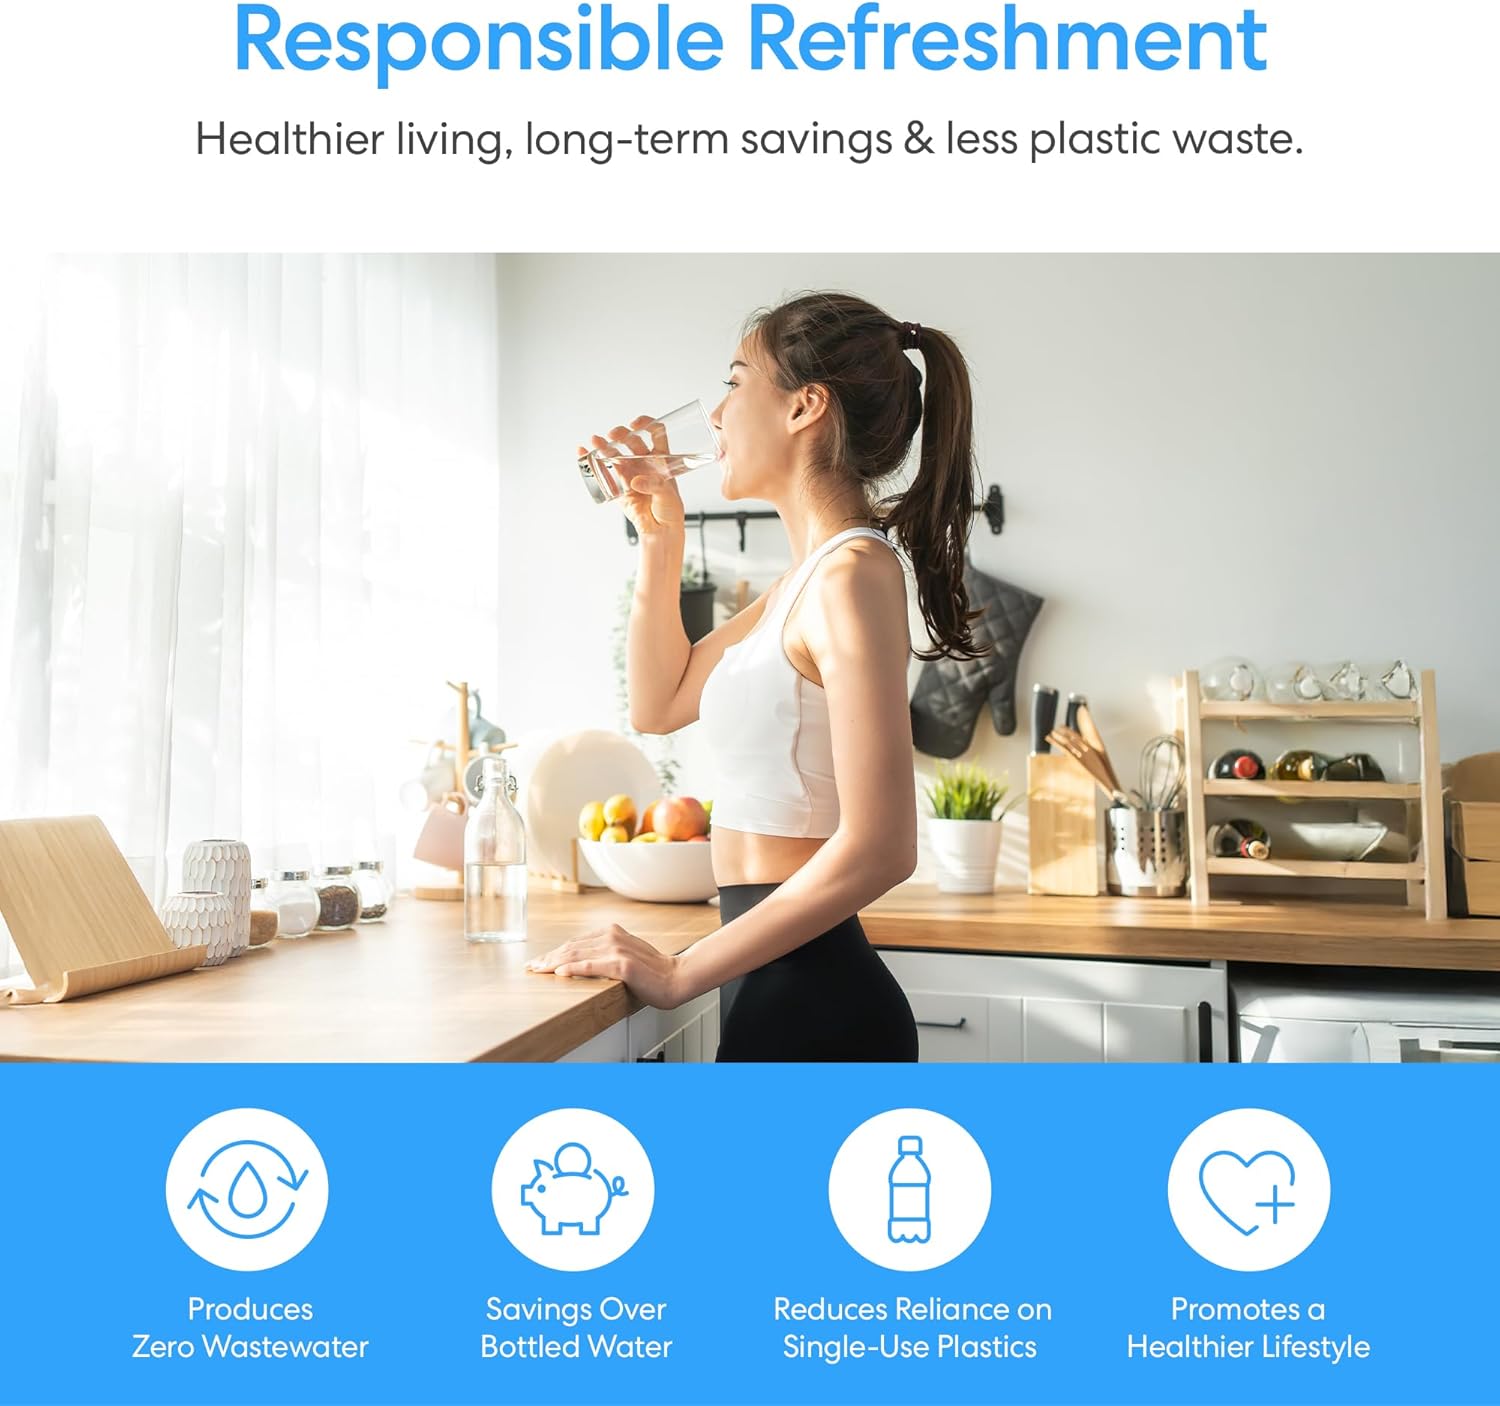 Responsible Refreshment
Healthier living, long-term savings & less plastic waste.
Produces
Zero Wastewater
Savings Over
Bottled Water
Reduces Reliance on
Single-Use Plastics
Promotes a
Healthier Lifestyle